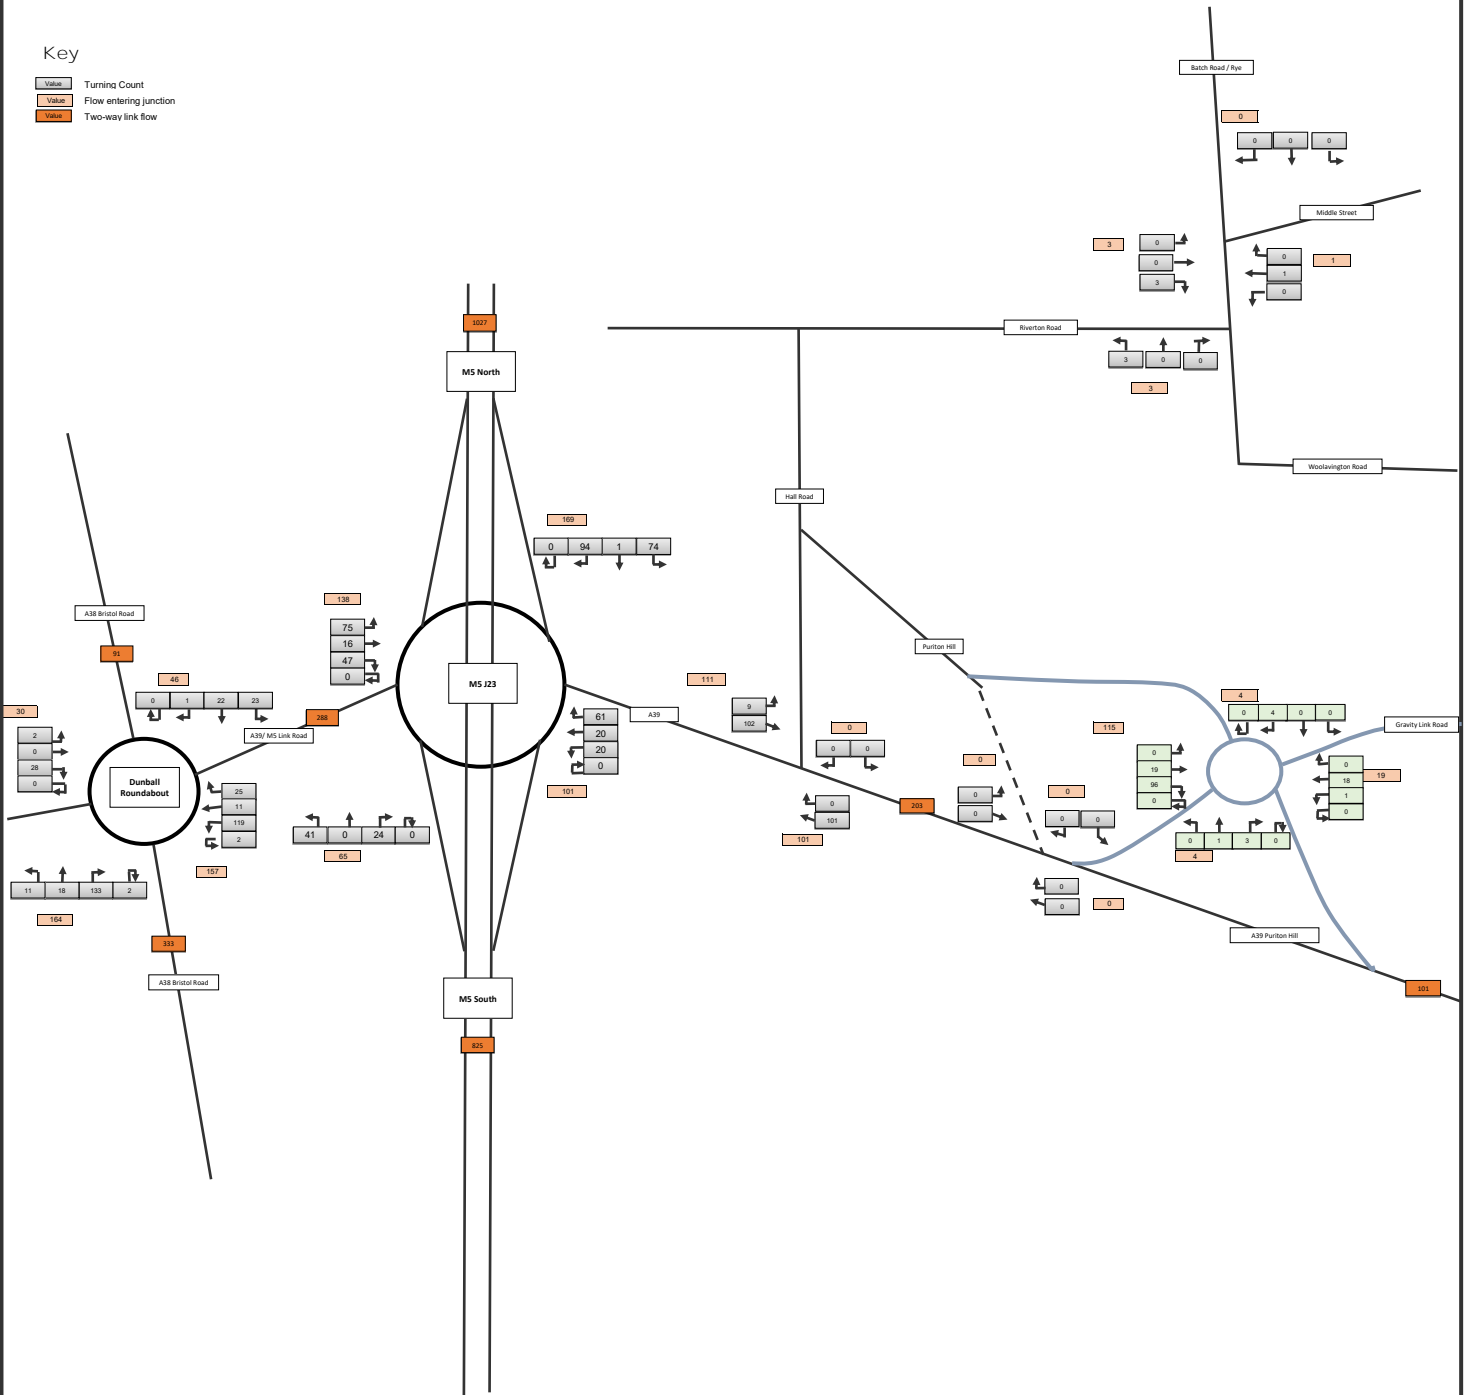 Key
Value Turning Count
Value Flow entering junction
Value Two-way link flow
Batch Road / Rye
0
0 0 0
Middle Street
3
0
0
3
0
1
0
1
1027
Riverton Road
3 0 0
3
M5 North
Woolavington Road
Hall Road
169
0 94 1 74
138
75
16
47
0
A38 Bristol Road
91
46
0 1 22 23
30
2
0
28
0
288
A39/ M5 Link Road
M5 J23
61
20
20
0
101
A39
111
9
102
0
0 0
0
101
101
Puriton Hill
203
0
0
0
0
0 0
0
0
0
115
0
19
96
0
4
0 4 0 0
Gravity Link Road
0
18
1
0
19
0 1 3 0
4
Dunball
Roundabout
25
11
119
2
157
41 0 24 0
65
11 18 133 2
164
333
A38 Bristol Road
A39 Puriton Hill
101
M5 South
825